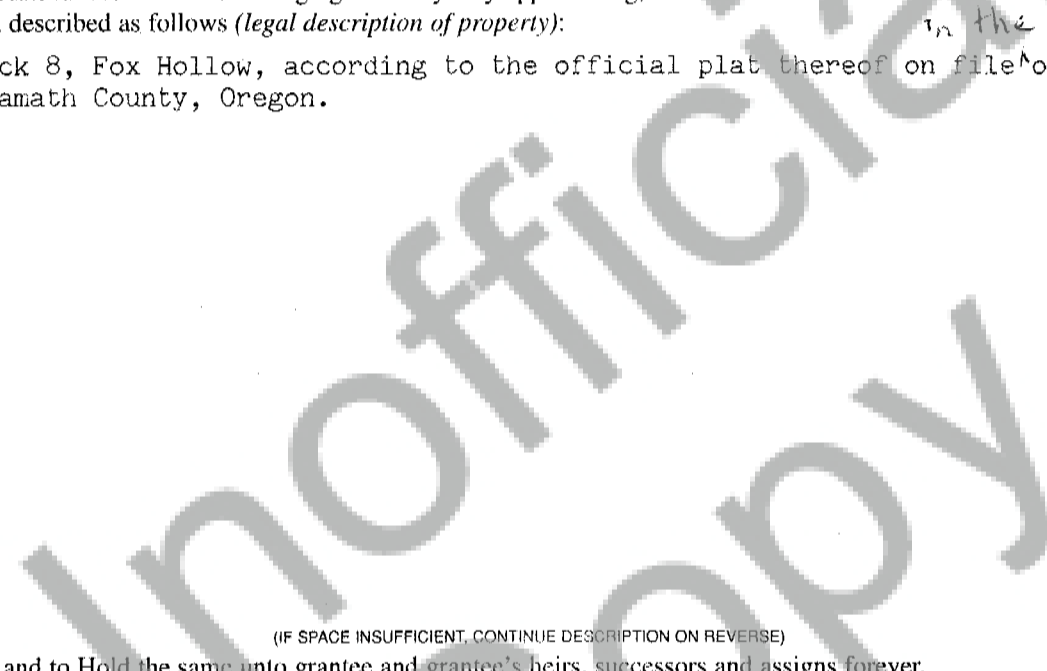 described as follows (legal description of property):
in the
ck 8, Fox Hollow, according to the official plat thereof on file^o
amath County, Oregon.
Unofficial
Copy
(IF SPACE INSUFFICIENT, CONTINUE DESCRIPTION ON REVERSE)
and to Hold the same unto grantee and grantee's heirs, successors and assigns forever